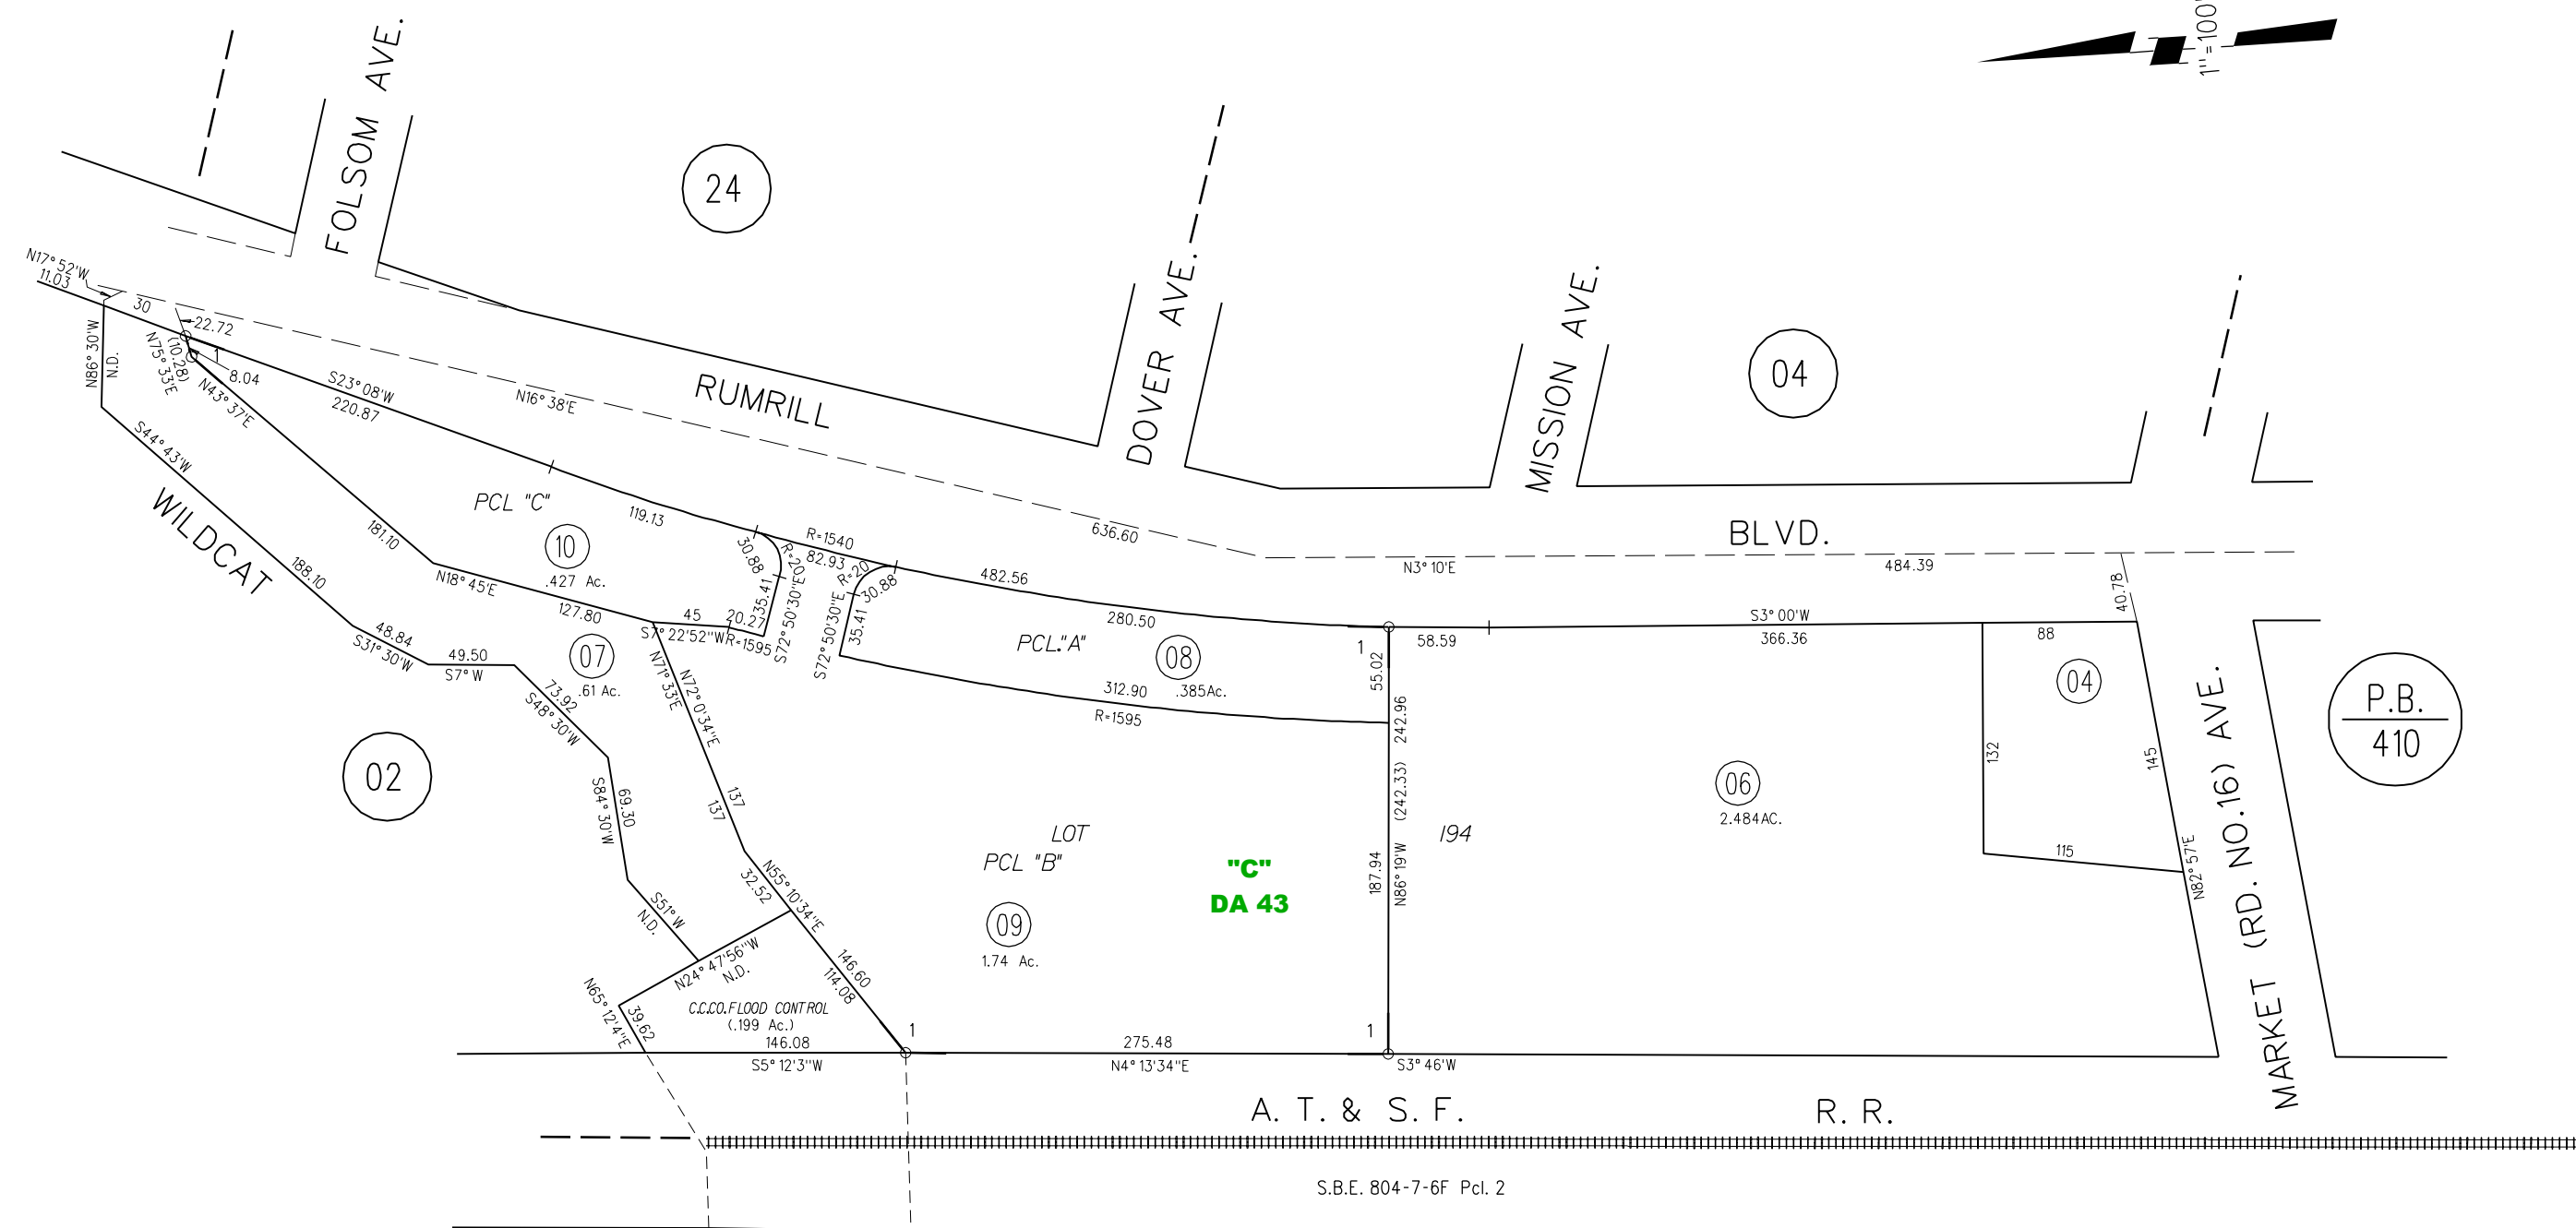 1"=100'
FOLSOM AVE.
24
DOVER AVE.
MISSION AVE.
04
N17°52'W
11.03
30
22.72
(10.28)
N75°33'E
1
8.04
N86°30'W
N.D.
N43°37'E
S23°08'W
220.87
N16°38'E
RUMRILL
BLVD.
636.60
N3°10'E
484.39
S44°43'W
WILDCAT
188.10
181.10
PCL "C"
10
.427 Ac.
119.13
R=1540
82.93
30.88
R=20
35.41
S72°50'30"E
R=20
30.88
S72°50'30"E
35.41
482.56
280.50
PCL."A"
08
.385Ac.
312.90
R=1595
N18°45'E
127.80
45
S7°22'52"W
20.27
R=1595
1
55.02
58.59
S3°00'W
366.36
88
40.78
48.84
S31°30'W
49.50
S7°W
07
.61 Ac.
N71°33'E
N72°0'34"E
137
137
73.92
S48°30'W
02
S84°30'W
69.30
S51°W
N.D.
N55°10'34"E
32.52
N24°47'56"W
N.D.
146.60
114.08
N65°12'4"E
39.62
C.C.CO.FLOOD CONTROL
(.199 Ac.)
146.08
S5°12'3"W
1
LOT
PCL "B"
09
1.74 Ac.
"C"
DA 43
187.94
N86°19'W (242.33) 242.96
194
06
2.484AC.
132
04
115
145
N82°57'E
MARKET (RD. NO.16) AVE.
P.B.
410
275.48
N4°13'34"E
1
S3°46'W
A. T. & S. F. R. R.
S.B.E. 804-7-6F Pcl. 2